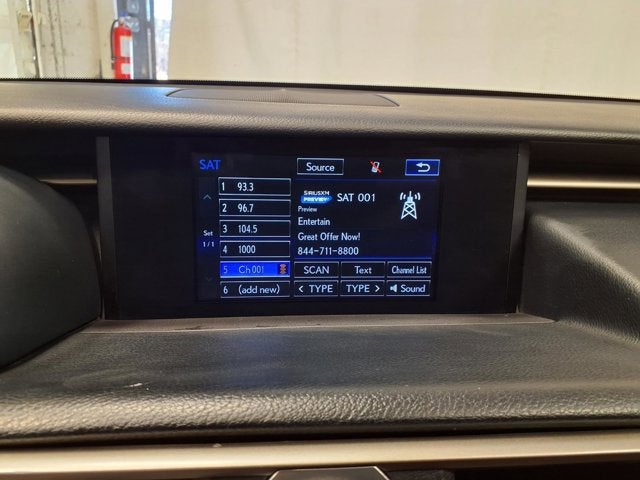 SAT
Source
1 93.3
2 96.7
3 104.5
4 1000
5 Ch 001
6 (add new)
Set
1/1
SIRIUSXM
PREVIEW
SAT 001
Preview
Entertain
Great Offer Now!
844-711-8800
SCAN Text Channel List
< TYPE TYPE > Sound